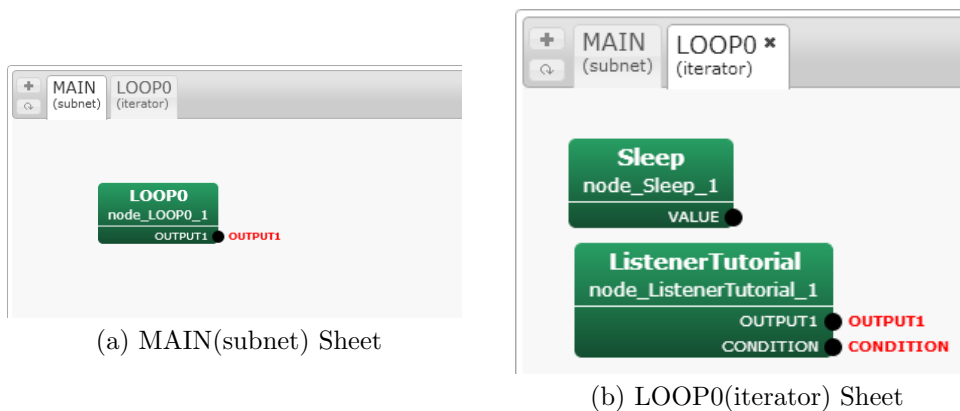 MAIN
(subnet)
LOOP0
(iterator)
LOOP0
node_LOOP0_1
OUTPUT1 OUTPUT1
(a) MAIN(subnet) Sheet
MAIN
(subnet)
LOOP0 ✖
(iterator)
Sleep
node_Sleep_1
VALUE
ListenerTutorial
node_ListenerTutorial_1
OUTPUT1 OUTPUT1
CONDITION CONDITION
(b) LOOP0(iterator) Sheet